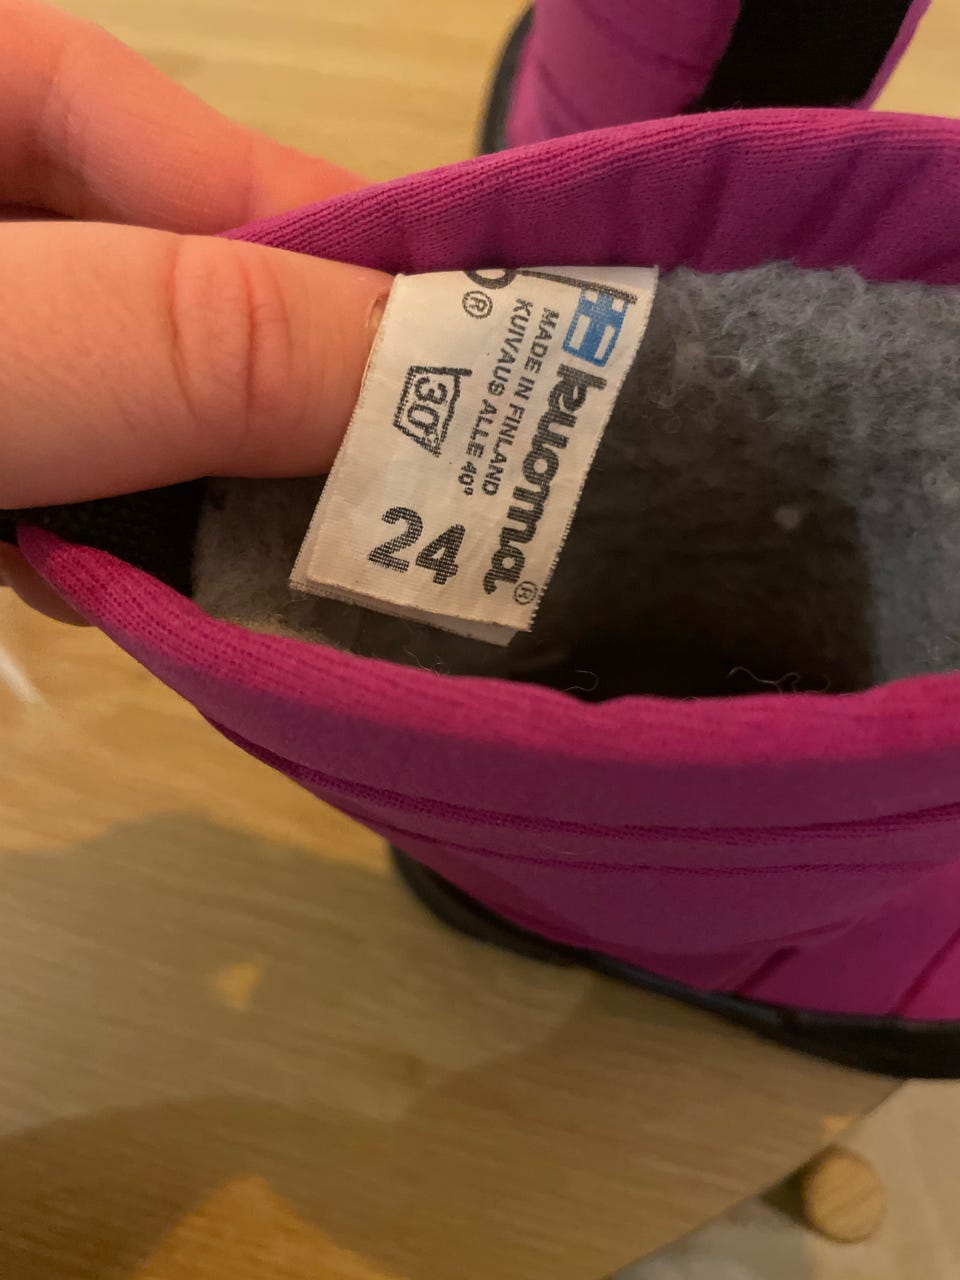 kuoma®
MADE IN FINLAND
KUIVAUS ALLE 40°
®
30°
24